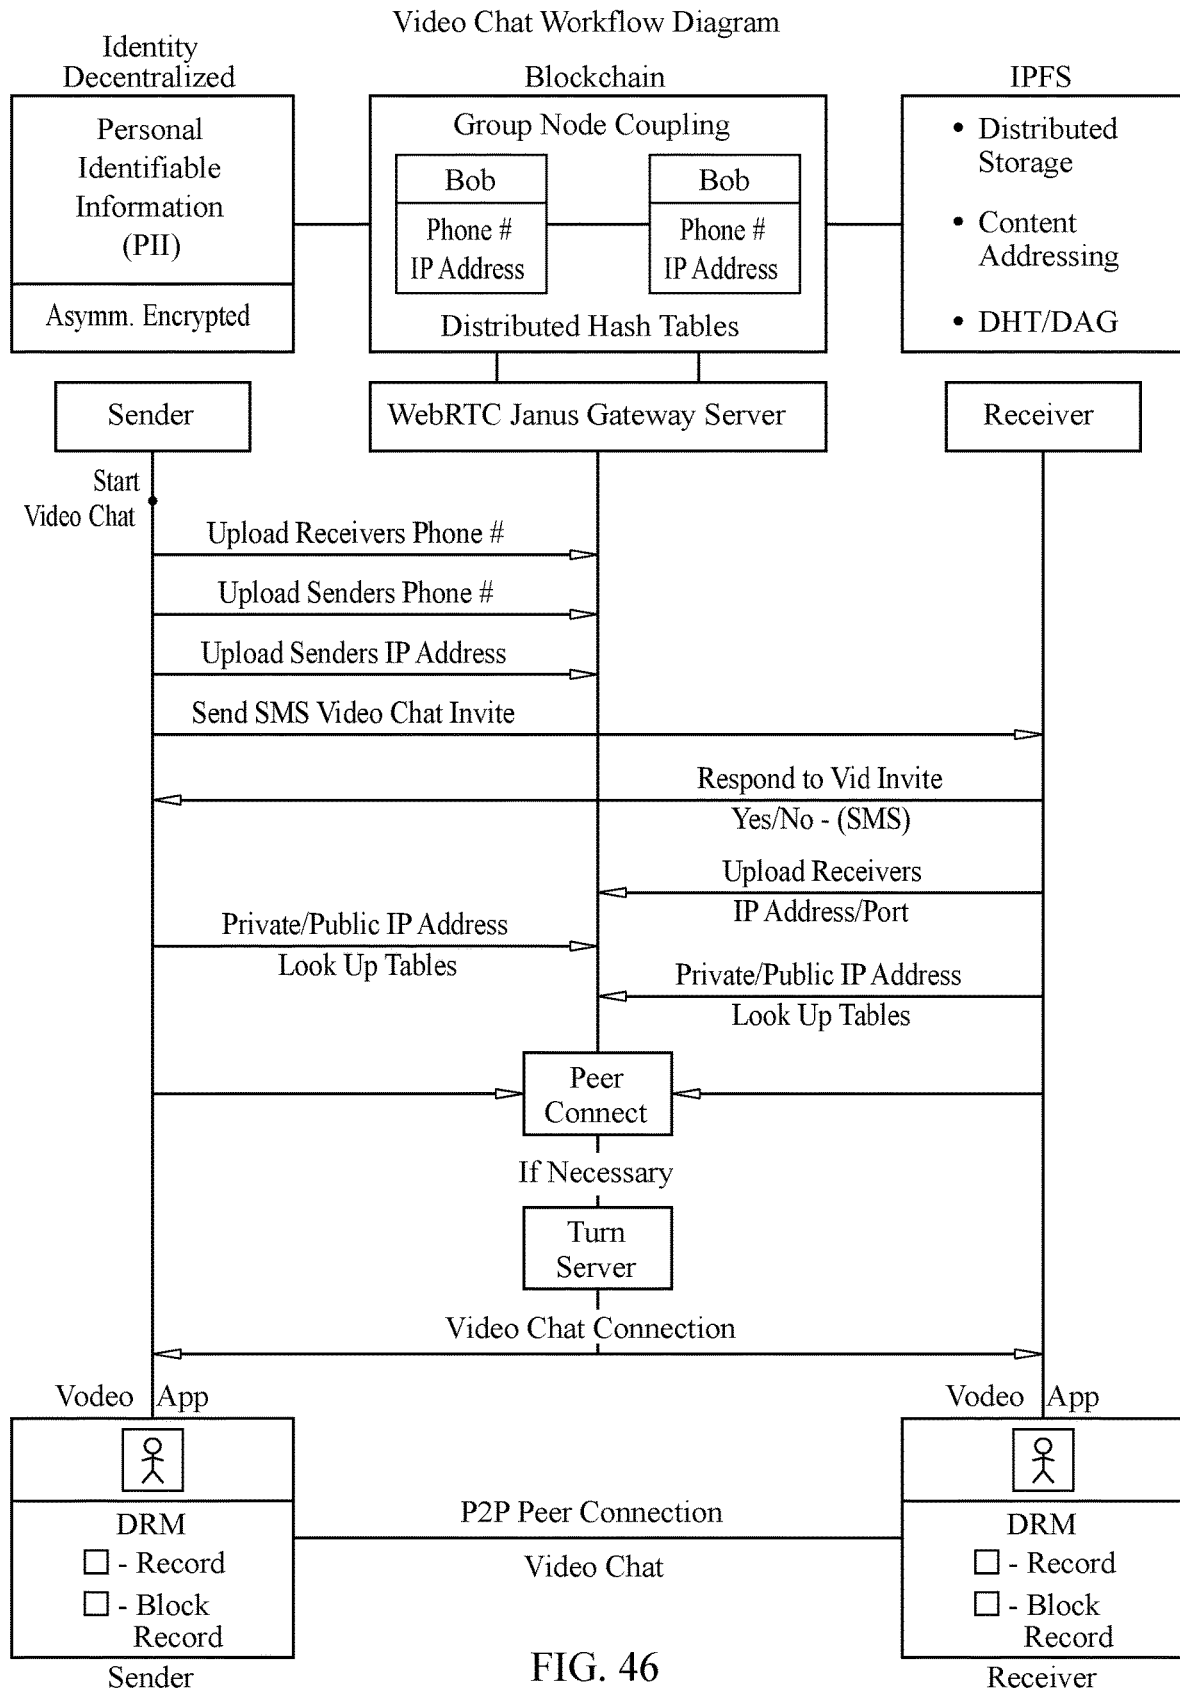 Video Chat Workflow Diagram
Identity
Decentralized
Blockchain
IPFS
Personal
Identifiable
Information
(PII)
Asymm. Encrypted
Group Node Coupling
Bob
Phone #
IP Address
Bob
Phone #
IP Address
Distributed Hash Tables
• Distributed
Storage
• Content
Addressing
• DHT/DAG
Sender
WebRTC Janus Gateway Server
Receiver
Start
Video Chat
Upload Receivers Phone #
Upload Senders Phone #
Upload Senders IP Address
Send SMS Video Chat Invite
Respond to Vid Invite
Yes/No - (SMS)
Upload Receivers
IP Address/Port
Private/Public IP Address
Look Up Tables
Private/Public IP Address
Look Up Tables
Peer
Connect
If Necessary
Turn
Server
Video Chat Connection
Vodeo App
Vodeo App
DRM
- Record
- Block
Record
Sender
P2P Peer Connection
Video Chat
DRM
- Record
- Block
Record
Receiver
FIG. 46